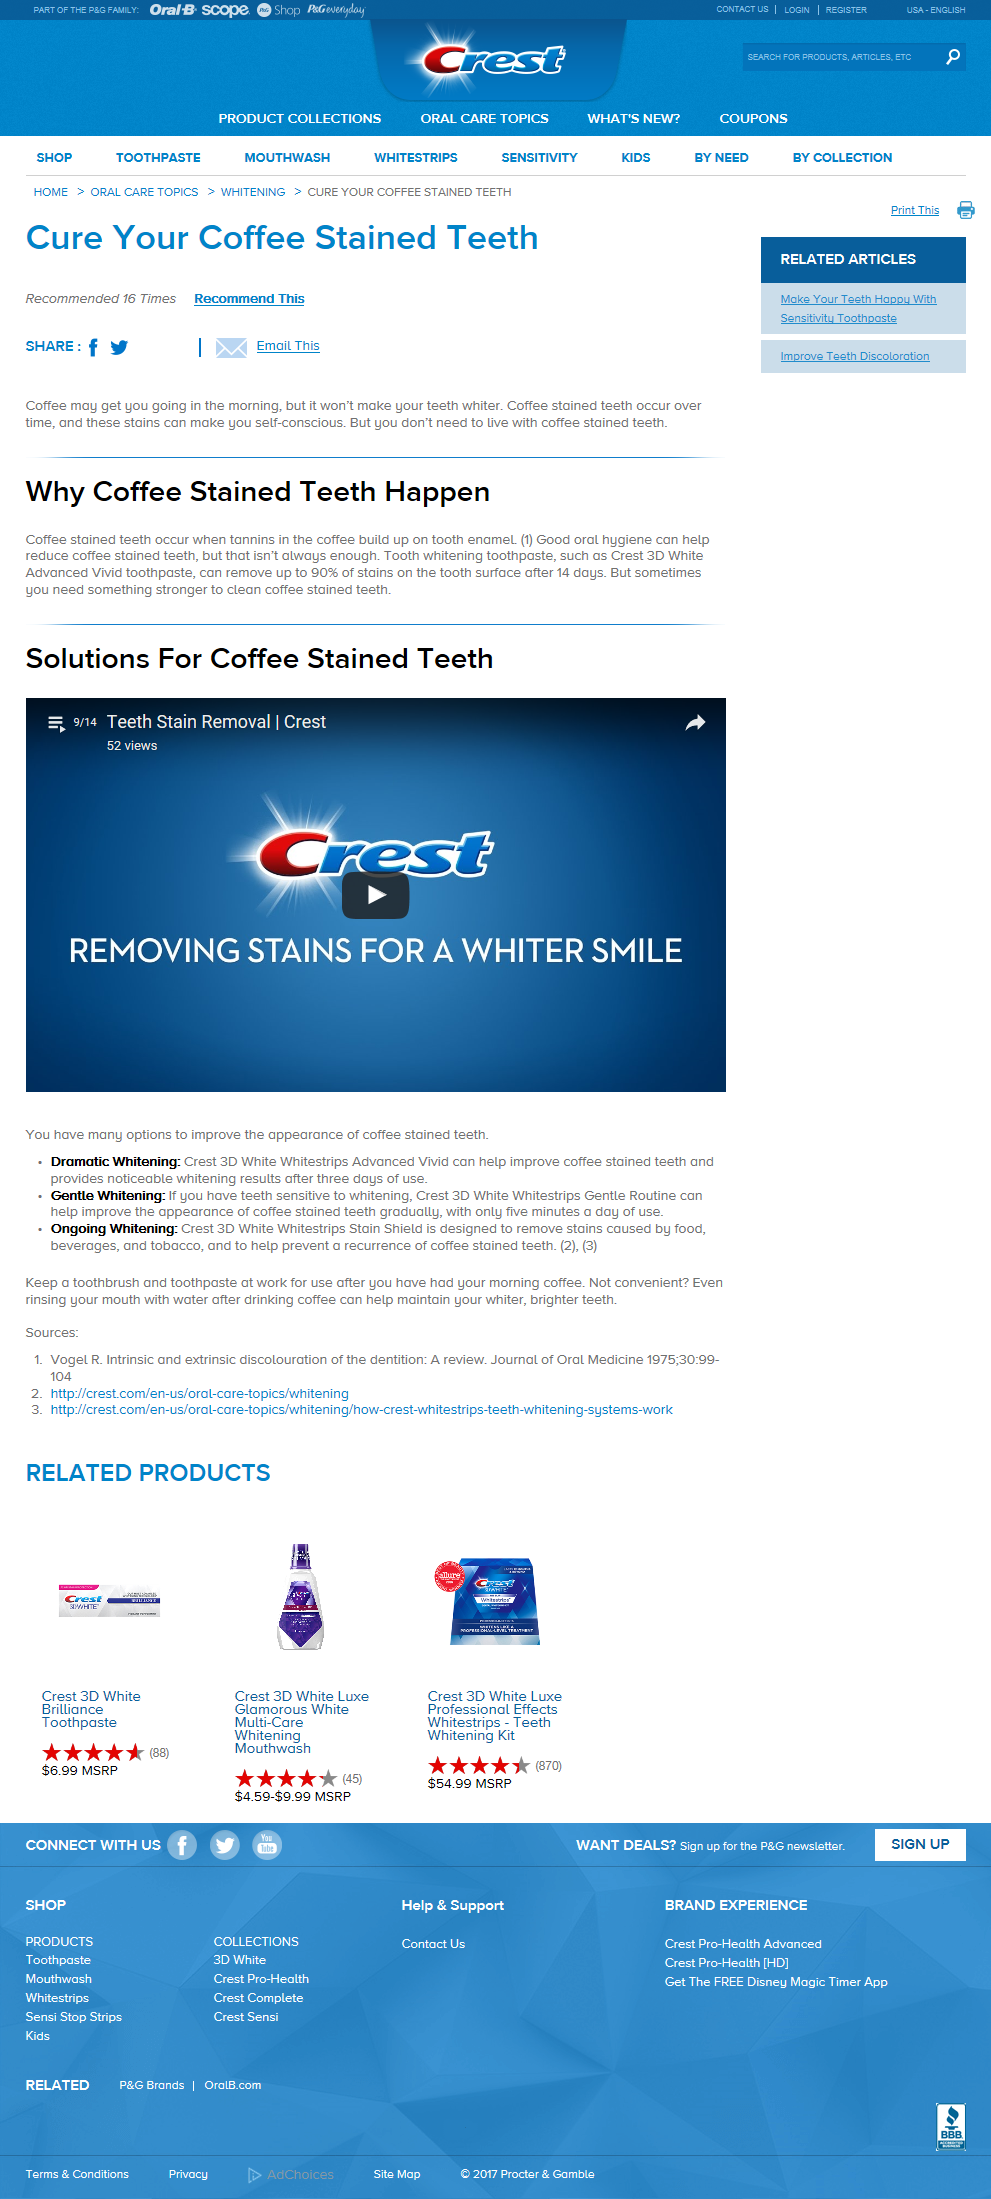 PART OF THE P&G FAMILY: Oral-B scope P&G Shop P&G everyday
CONTACT US | LOGIN | REGISTER USA - ENGLISH
Crest
SEARCH FOR PRODUCTS, ARTICLES, ETC
PRODUCT COLLECTIONS ORAL CARE TOPICS WHAT'S NEW? COUPONS
SHOP TOOTHPASTE MOUTHWASH WHITESTRIPS SENSITIVITY KIDS BY NEED BY COLLECTION
HOME > ORAL CARE TOPICS > WHITENING > CURE YOUR COFFEE STAINED TEETH
Print This
Cure Your Coffee Stained Teeth
RELATED ARTICLES
Make Your Teeth Happy With
Sensitivity Toothpaste
Improve Teeth Discoloration
Recommended 16 Times Recommend This
SHARE : | Email This
Coffee may get you going in the morning, but it won't make your teeth whiter. Coffee stained teeth occur over
time, and these stains can make you self-conscious. But you don't need to live with coffee stained teeth.
Why Coffee Stained Teeth Happen
Coffee stained teeth occur when tannins in the coffee build up on tooth enamel. (1) Good oral hygiene can help
reduce coffee stained teeth, but that isn't always enough. Tooth whitening toothpaste, such as Crest 3D White
Advanced Vivid toothpaste, can remove up to 90% of stains on the tooth surface after 14 days. But sometimes
you need something stronger to clean coffee stained teeth.
Solutions For Coffee Stained Teeth
9/14 Teeth Stain Removal | Crest
52 views
Crest
REMOVING STAINS FOR A WHITER SMILE
You have many options to improve the appearance of coffee stained teeth.
• Dramatic Whitening: Crest 3D White Whitestrips Advanced Vivid can help improve coffee stained teeth and
provides noticeable whitening results after three days of use.
• Gentle Whitening: If you have teeth sensitive to whitening, Crest 3D White Whitestrips Gentle Routine can
help improve the appearance of coffee stained teeth gradually, with only five minutes a day of use.
• Ongoing Whitening: Crest 3D White Whitestrips Stain Shield is designed to remove stains caused by food,
beverages, and tobacco, and to help prevent a recurrence of coffee stained teeth. (2), (3)
Keep a toothbrush and toothpaste at work for use after you have had your morning coffee. Not convenient? Even
rinsing your mouth with water after drinking coffee can help maintain your whiter, brighter teeth.
Sources:
1. Vogel R. Intrinsic and extrinsic discolouration of the dentition: A review. Journal of Oral Medicine 1975;30:99-
104
2. http://crest.com/en-us/oral-care-topics/whitening
3. http://crest.com/en-us/oral-care-topics/whitening/how-crest-whitestrips-teeth-whitening-systems-work
RELATED PRODUCTS
Crest
3D WHITE
BRILLIANCE
allure
Crest
3D WHITE
Whitestrips
PROFESSIONAL EFFECTS
WHITENS LIKE A
PROFESSIONAL-LEVEL TREATMENT
Crest 3D White
Brilliance
Toothpaste
(88)
$6.99 MSRP
Crest 3D White Luxe
Glamorous White
Multi-Care
Whitening
Mouthwash
(45)
$4.59-$9.99 MSRP
Crest 3D White Luxe
Professional Effects
Whitestrips - Teeth
Whitening Kit
(870)
$54.99 MSRP
CONNECT WITH US You Tube
WANT DEALS? Sign up for the P&G newsletter. SIGN UP
SHOP
PRODUCTS
Toothpaste
Mouthwash
Whitestrips
Sensi Stop Strips
Kids
COLLECTIONS
3D White
Crest Pro-Health
Crest Complete
Crest Sensi
Help & Support
Contact Us
BRAND EXPERIENCE
Crest Pro-Health Advanced
Crest Pro-Health [HD]
Get The FREE Disney Magic Timer App
RELATED P&G Brands | OralB.com
BBB
ACCREDITED
BUSINESS
Terms & Conditions Privacy AdChoices Site Map © 2017 Procter & Gamble